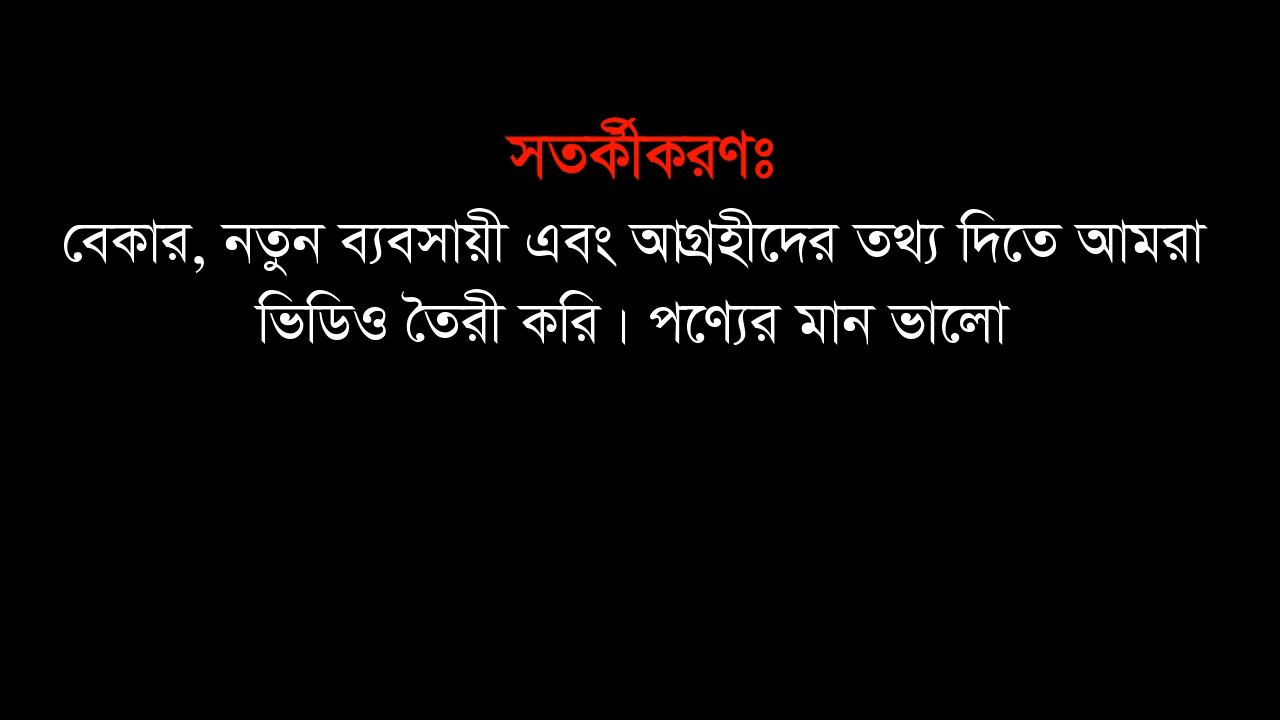 সতর্কীকরণঃ
বেকার, নতুন ব্যবসায়ী এবং আগ্রহীদের তথ্য দিতে আমরা
ভিডিও তৈরী করি। পণ্যের মান ভালো